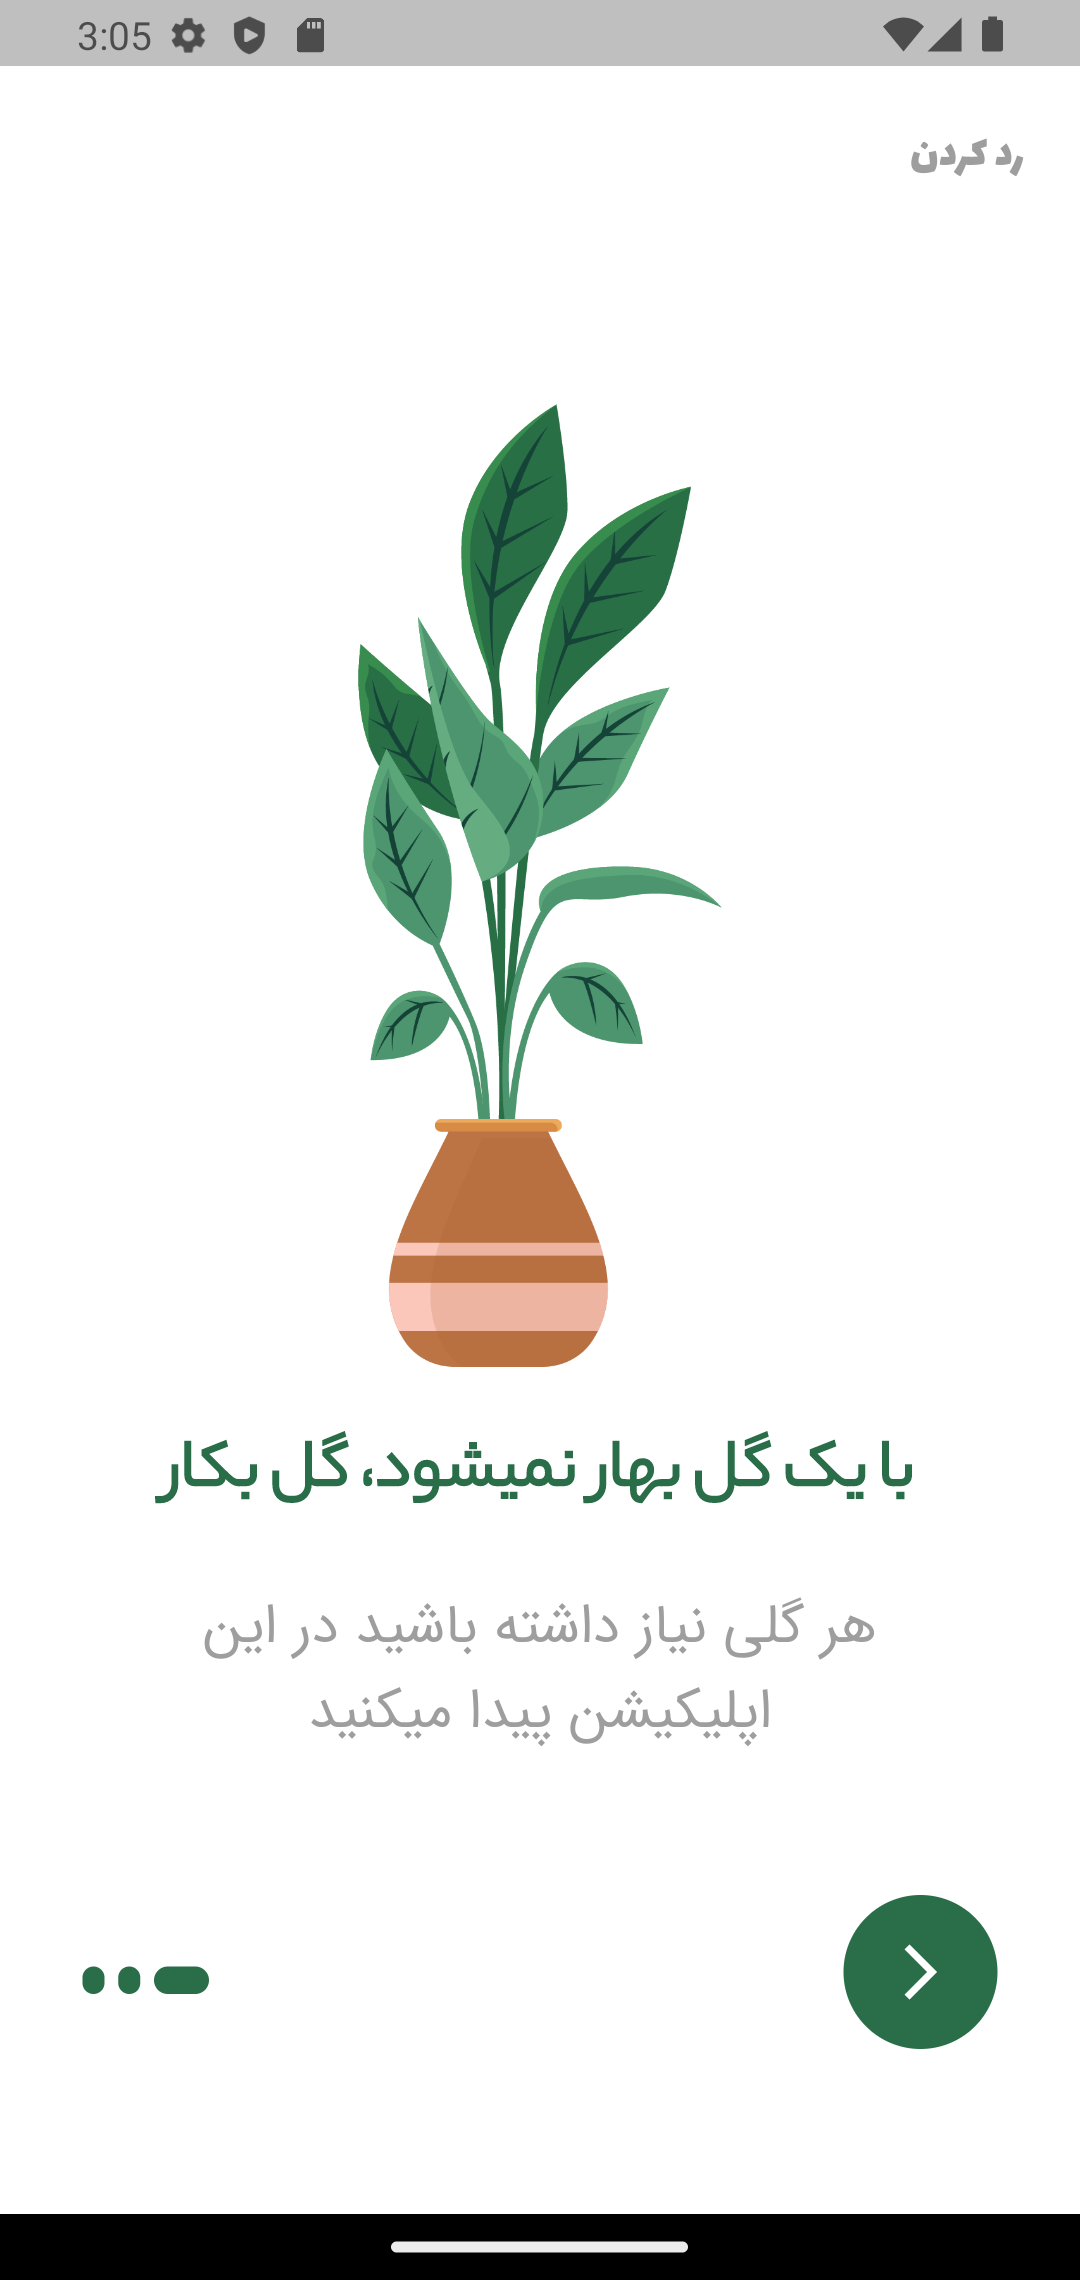 3:05
رد کردن
با یک گل بهار نمیشود، گل بکار
هر گلی نیاز داشته باشید در این
اپلیکیشن پیدا میکنید